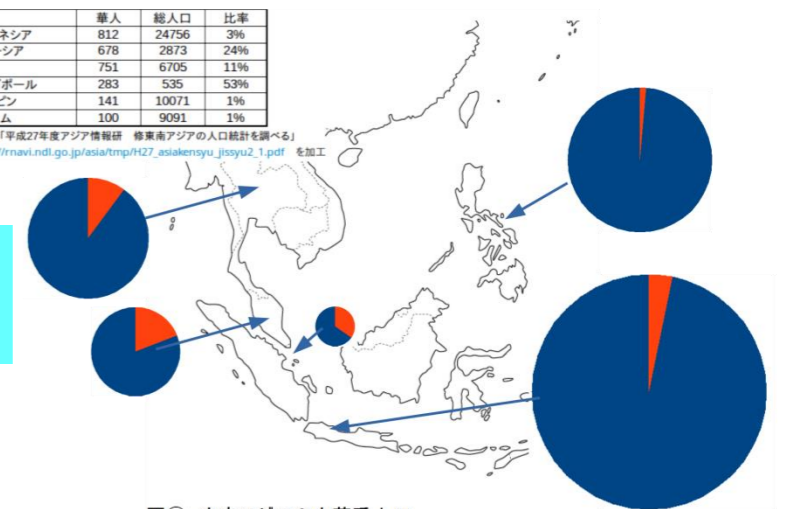 華人 総人口 比率
ネシア 812 24756 3%
シア 678 2873 24%
751 6705 11%
ポール 283 535 53%
ピン 141 10071 1%
ム 100 9091 1%
「平成27年度アジア情報研 修東南アジアの人口統計を調べる」
//rnavi.ndl.go.jp/asia/tmp/H27_asiakensyu_jissyu2_1.pdf を加工